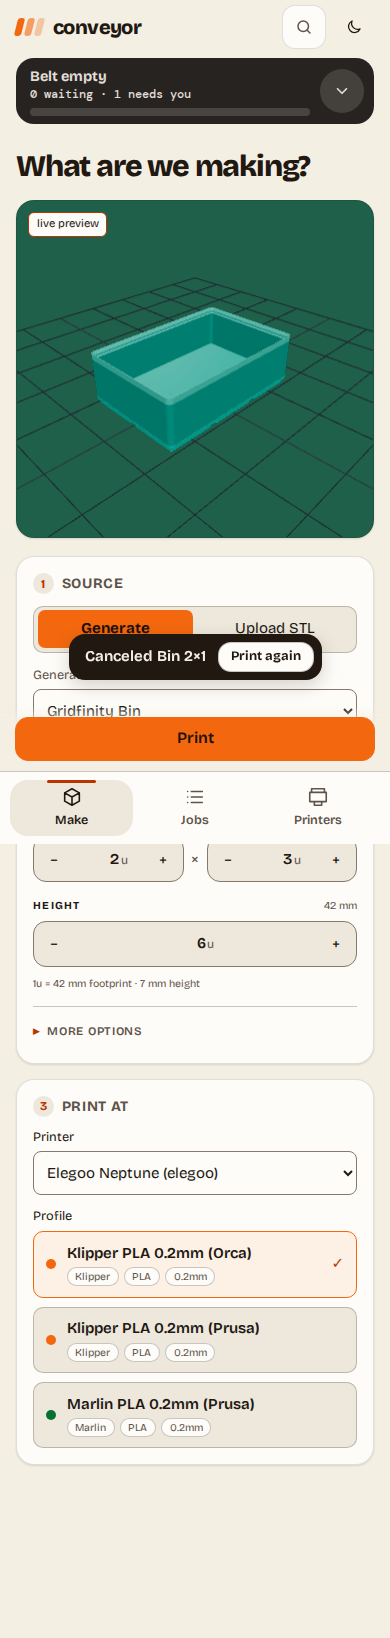 conveyor
Belt empty
0 waiting · 1 needs you
What are we making?
live preview
1 SOURCE
Generate Upload STL
Canceled Bin 2×1 Print again
Gridfinity Bin
Print
Make Jobs Printers
− 2u + × − 3u +
HEIGHT 42 mm
− 6u +
1u = 42 mm footprint · 7 mm height
▸ MORE OPTIONS
3 PRINT AT
Printer
Elegoo Neptune (elegoo)
Profile
Klipper PLA 0.2mm (Orca) ✓
Klipper PLA 0.2mm
Klipper PLA 0.2mm (Prusa)
Klipper PLA 0.2mm
Marlin PLA 0.2mm (Prusa)
Marlin PLA 0.2mm